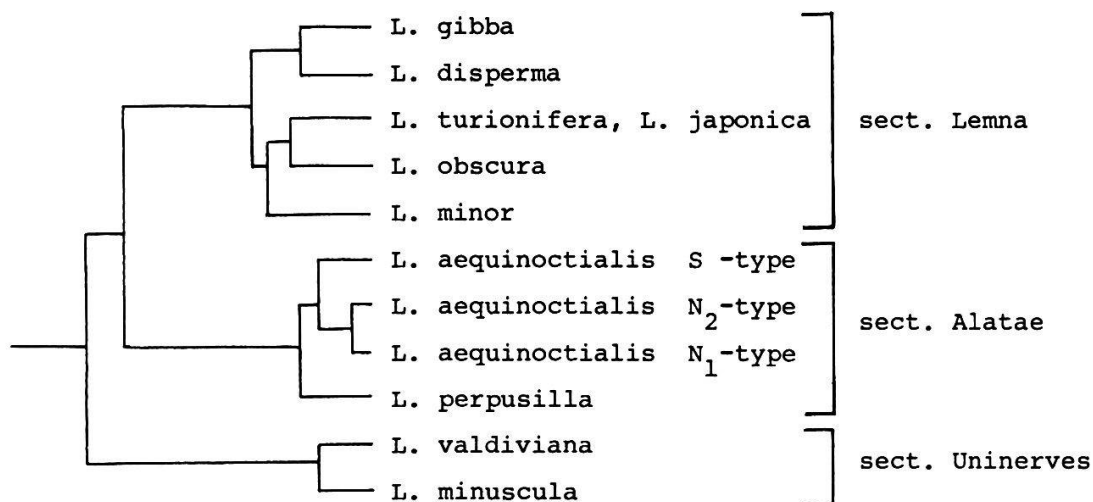 L. gibba
L. disperma
L. turionifera, L. japonica
sect. Lemna
L. obscura
L. minor
L. aequinoctialis S -type
L. aequinoctialis N₂-type
sect. Alatae
L. aequinoctialis N₁-type
L. perpusilla
L. valdiviana
sect. Uninerves
L. minuscula